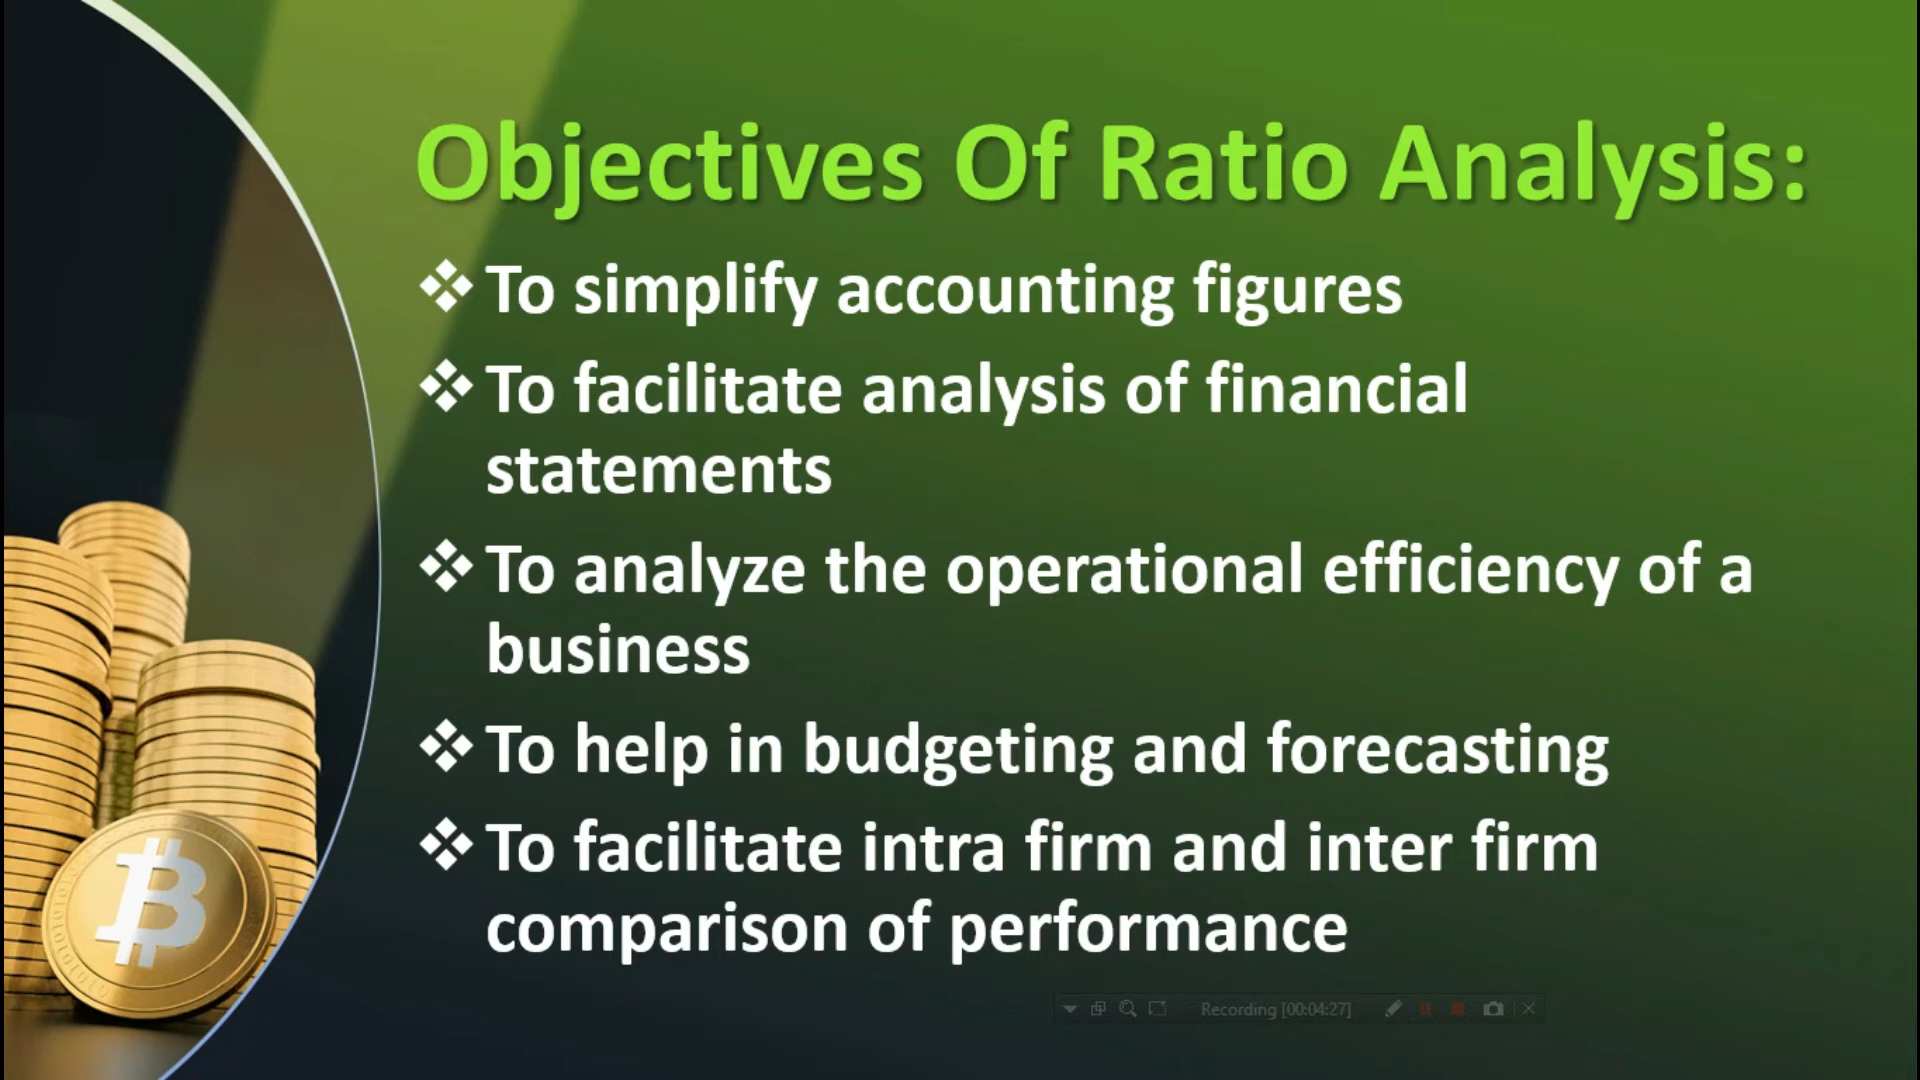 Objectives Of Ratio Analysis:
❖ To simplify accounting figures
❖ To facilitate analysis of financial
statements
❖ To analyze the operational efficiency of a
business
❖ To help in budgeting and forecasting
❖ To facilitate intra firm and inter firm
comparison of performance
Recording [00:04:27]